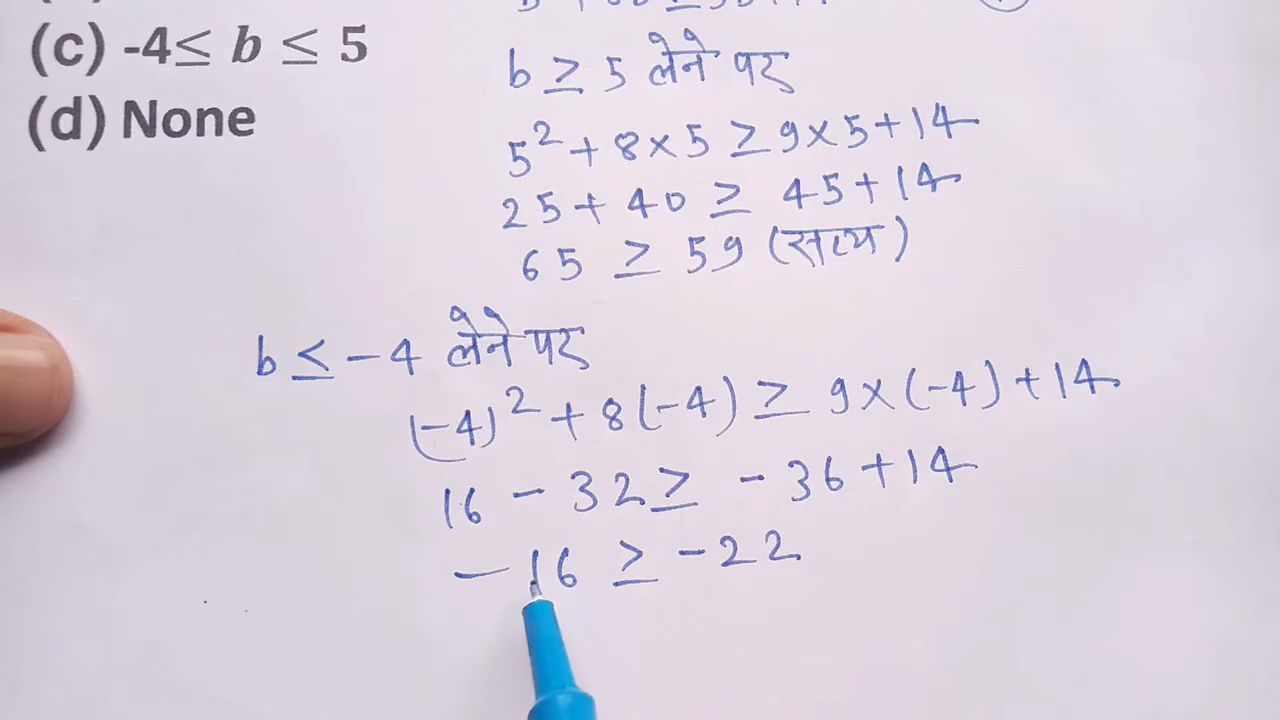 (c) -4≤ b ≤ 5
(d) None
b ≥ 5 लेने पर
5² + 8×5 ≥ 9×5+14
25+ 40 ≥ 45+14
65 ≥ 59 (सत्य)
b ≤ -4 लेने पर
(-4)² + 8(-4) ≥ 9×(-4)+14
16 - 32 ≥ - 36+14
-16 ≥ -22